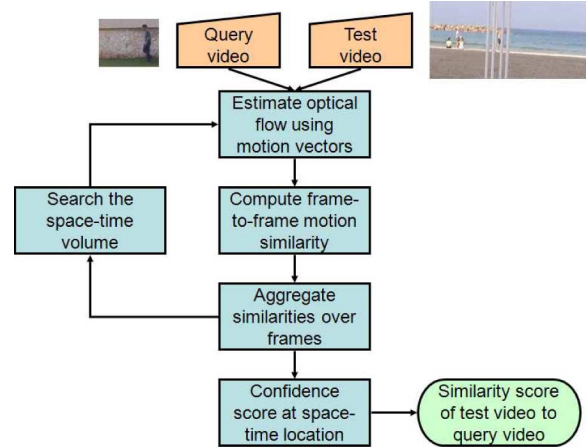 Query
video
Test
video
Estimate optical
flow using
motion vectors
Search the
space-time
volume
Compute frame-
to-frame motion
similarity
Aggregate
similarities over
frames
Confidence
score at space-
time location
Similarity score
of test video to
query video